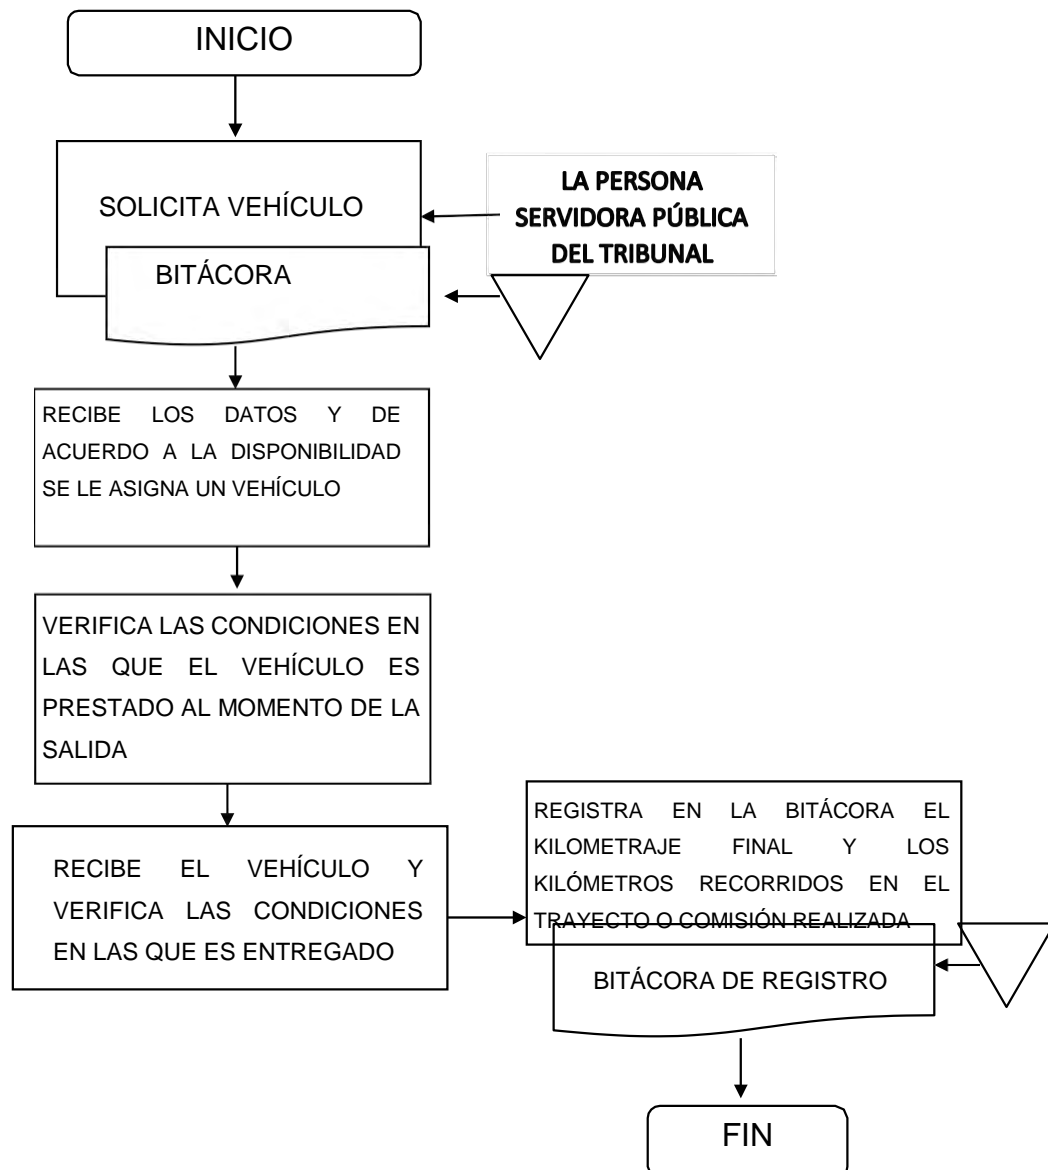 INICIO
SOLICITA VEHÍCULO
LA PERSONA
SERVIDORA PÚBLICA
DEL TRIBUNAL
BITÁCORA
RECIBE LOS DATOS Y DE
ACUERDO A LA DISPONIBILIDAD
SE LE ASIGNA UN VEHÍCULO
VERIFICA LAS CONDICIONES EN
LAS QUE EL VEHÍCULO ES
PRESTADO AL MOMENTO DE LA
SALIDA
RECIBE EL VEHÍCULO Y
VERIFICA LAS CONDICIONES
EN LAS QUE ES ENTREGADO
REGISTRA EN LA BITÁCORA EL
KILOMETRAJE FINAL Y LOS
KILÓMETROS RECORRIDOS EN EL
TRAYECTO O COMISIÓN REALIZADA
BITÁCORA DE REGISTRO
FIN